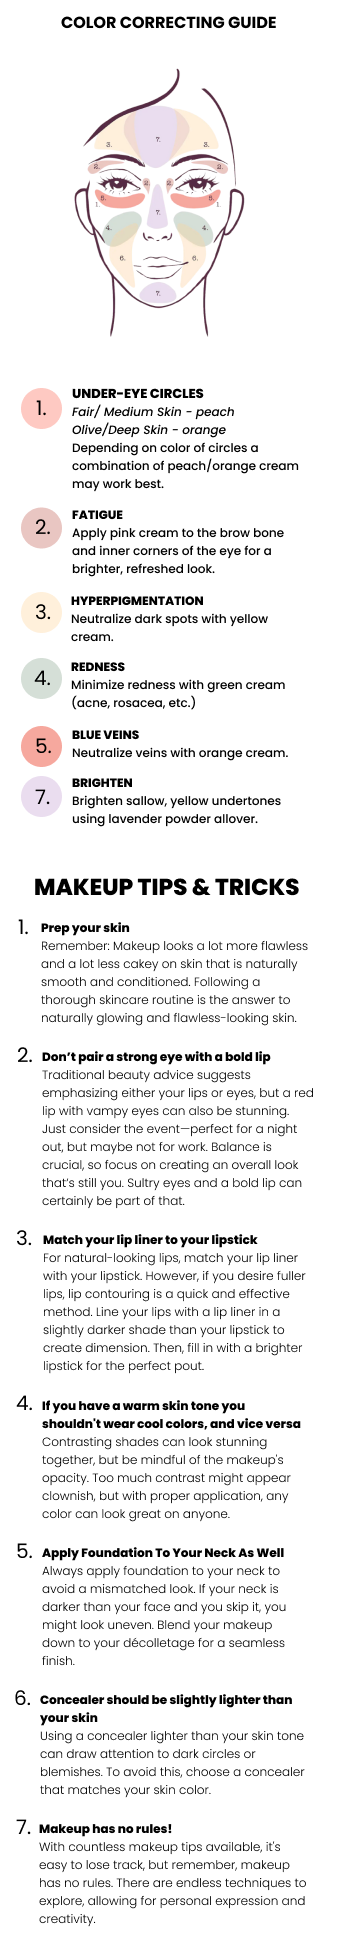 COLOR CORRECTING GUIDE
7.
3.
3.
2.
2.
2.
2.
5.
5.
1.
1.
7.
4.
4.
6.
6.
7.
1.
UNDER-EYE CIRCLES
Fair/ Medium Skin - peach
Olive/Deep Skin - orange
Depending on color of circles a
combination of peach/orange cream
may work best.
2.
FATIGUE
Apply pink cream to the brow bone
and inner corners of the eye for a
brighter, refreshed look.
3.
HYPERPIGMENTATION
Neutralize dark spots with yellow
cream.
4.
REDNESS
Minimize redness with green cream
(acne, rosacea, etc.)
5.
BLUE VEINS
Neutralize veins with orange cream.
7.
BRIGHTEN
Brighten sallow, yellow undertones
using lavender powder allover.
MAKEUP TIPS & TRICKS
1. Prep your skin
Remember: Makeup looks a lot more flawless
and a lot less cakey on skin that is naturally
smooth and conditioned. Following a
thorough skincare routine is the answer to
naturally glowing and flawless-looking skin.
2. Don't pair a strong eye with a bold lip
Traditional beauty advice suggests
emphasizing either your lips or eyes, but a red
lip with vampy eyes can also be stunning.
Just consider the event—perfect for a night
out, but maybe not for work. Balance is
crucial, so focus on creating an overall look
that's still you. Sultry eyes and a bold lip can
certainly be part of that.
3. Match your lip liner to your lipstick
For natural-looking lips, match your lip liner
with your lipstick. However, if you desire fuller
lips, lip contouring is a quick and effective
method. Line your lips with a lip liner in a
slightly darker shade than your lipstick to
create dimension. Then, fill in with a brighter
lipstick for the perfect pout.
4. If you have a warm skin tone you
shouldn't wear cool colors, and vice versa
Contrasting shades can look stunning
together, but be mindful of the makeup's
opacity. Too much contrast might appear
clownish, but with proper application, any
color can look great on anyone.
5. Apply Foundation To Your Neck As Well
Always apply foundation to your neck to
avoid a mismatched look. If your neck is
darker than your face and you skip it, you
might look uneven. Blend your makeup
down to your décolletage for a seamless
finish.
6. Concealer should be slightly lighter than
your skin
Using a concealer lighter than your skin tone
can draw attention to dark circles or
blemishes. To avoid this, choose a concealer
that matches your skin color.
7. Makeup has no rules!
With countless makeup tips available, it's
easy to lose track, but remember, makeup
has no rules. There are endless techniques to
explore, allowing for personal expression and
creativity.